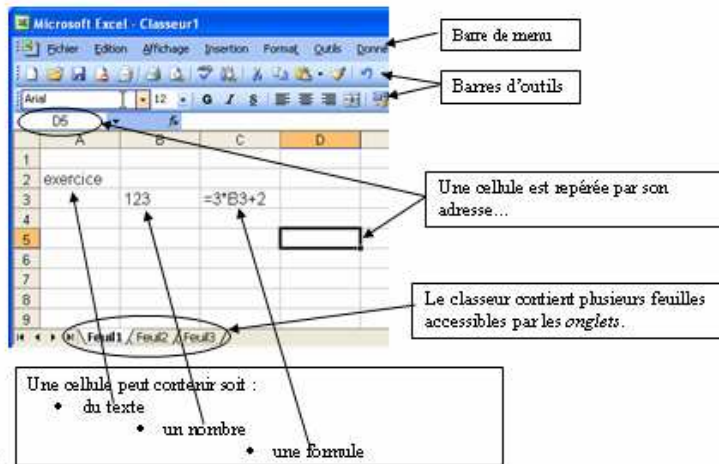 Microsoft Excel - Classeur1
Fichier Edition Affichage Insertion Format Outils Donné
Arial 12 G I S
D5 fx
A B C D
1
2 exercice
3 123 =3*B3+2
4
5
6
7
8
9
Feuil1 Feuil2 Feuil3
Barre de menu
Barres d'outils
Une cellule est repérée par son
adresse...
Le classeur contient plusieurs feuilles
accessibles par les onglets.
Une cellule peut contenir soit :
• du texte
• un nombre
• une formule